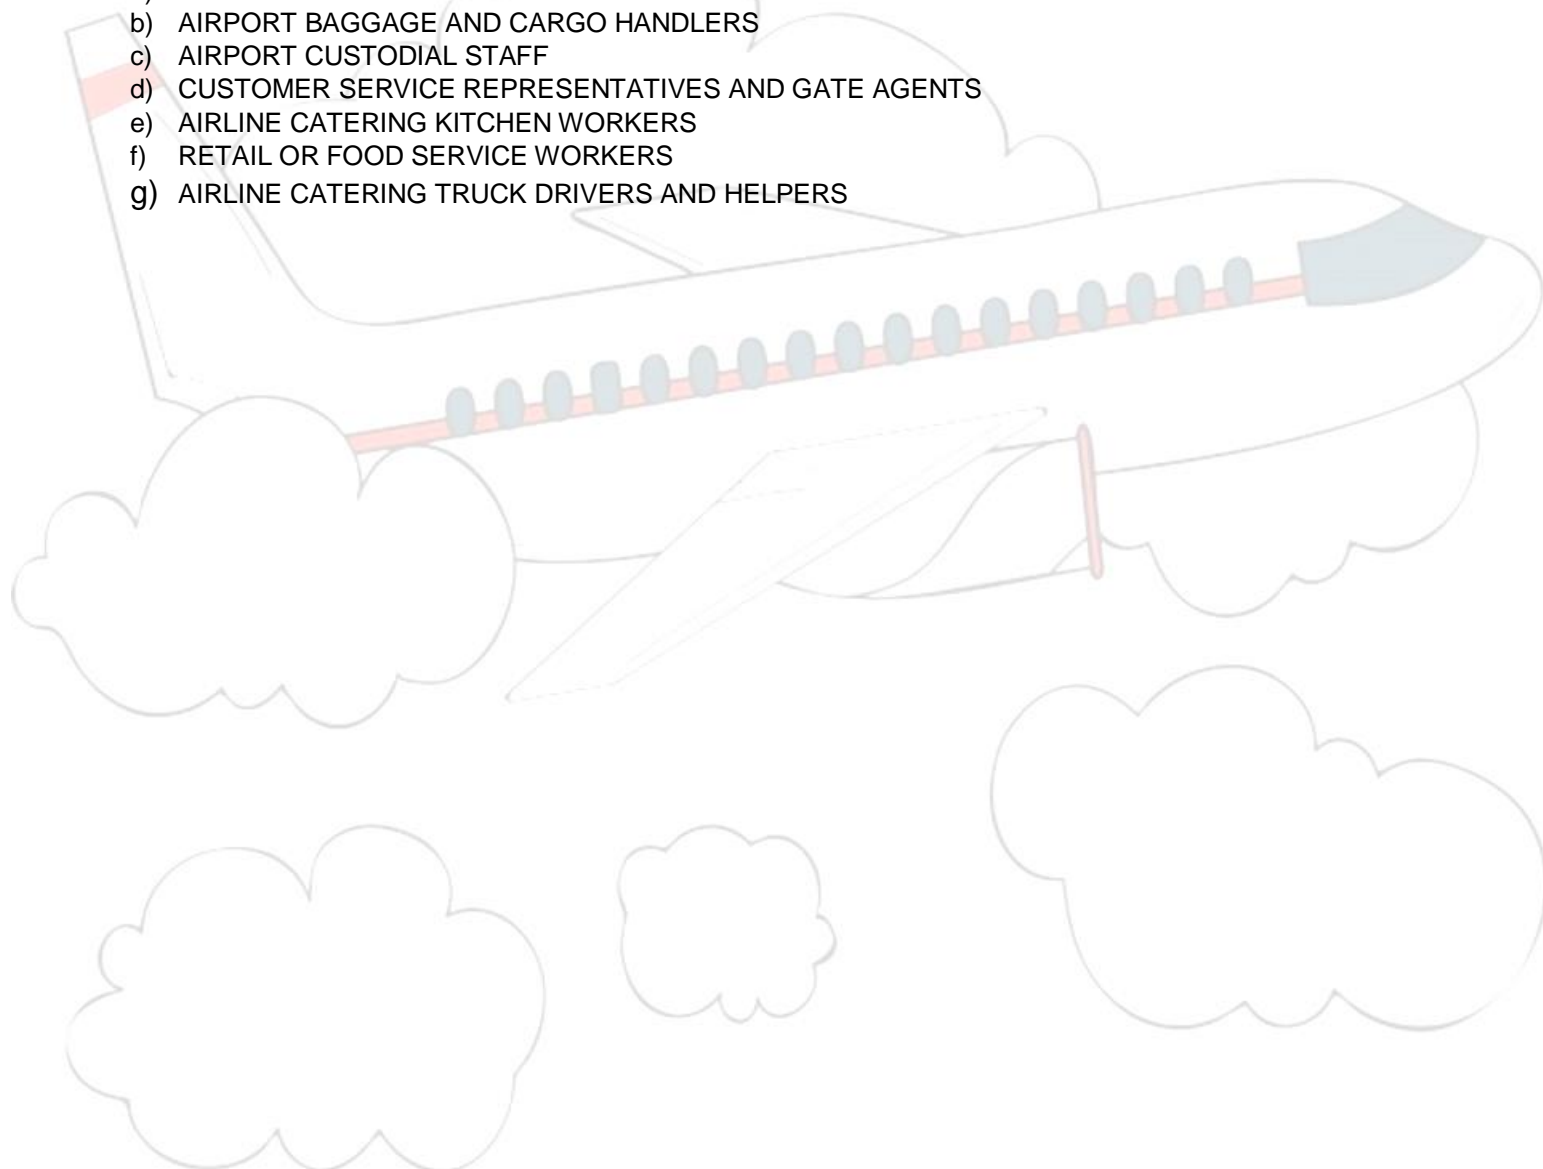 b) AIRPORT BAGGAGE AND CARGO HANDLERS
c) AIRPORT CUSTODIAL STAFF
d) CUSTOMER SERVICE REPRESENTATIVES AND GATE AGENTS
e) AIRLINE CATERING KITCHEN WORKERS
f) RETAIL OR FOOD SERVICE WORKERS
g) AIRLINE CATERING TRUCK DRIVERS AND HELPERS